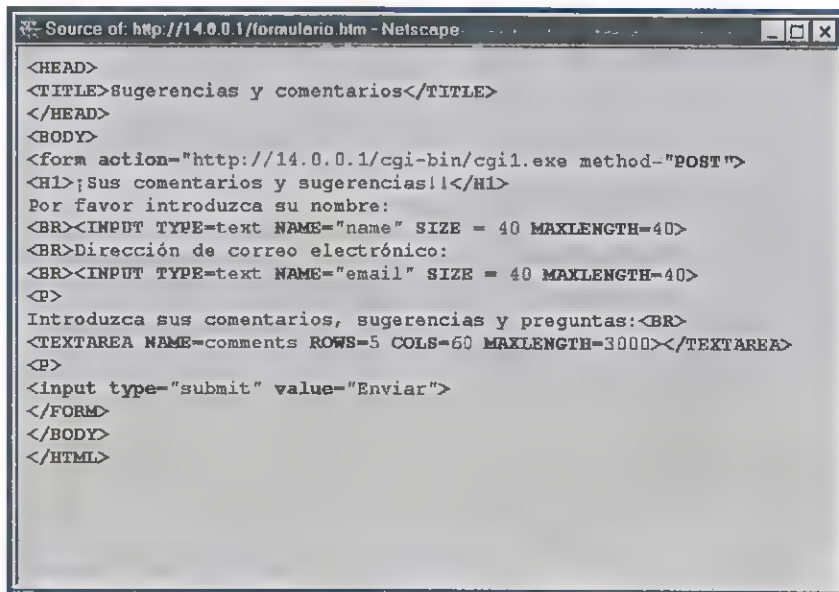 Source of: http://14.0.0.1/formulario.htm - Netscape
<HEAD>
<TITLE>Sugerencias y comentarios</TITLE>
</HEAD>
<BODY>
<form action="http://14.0.0.1/cgi-bin/cgi1.exe method="POST">
<H1>¡Sus comentarios y sugerencias!!</H1>
Por favor introduzca su nombre:
<BR><INPUT TYPE=text NAME="name" SIZE = 40 MAXLENGTH=40>
<BR>Dirección de correo electrónico:
<BR><INPUT TYPE=text NAME="email" SIZE = 40 MAXLENGTH=40>
<P>
Introduzca sus comentarios, sugerencias y preguntas:<BR>
<TEXTAREA NAME=comments ROWS=5 COLS=60 MAXLENGTH=3000></TEXTAREA>
<P>
<input type="submit" value="Enviar">
</FORM>
</BODY>
</HTML>